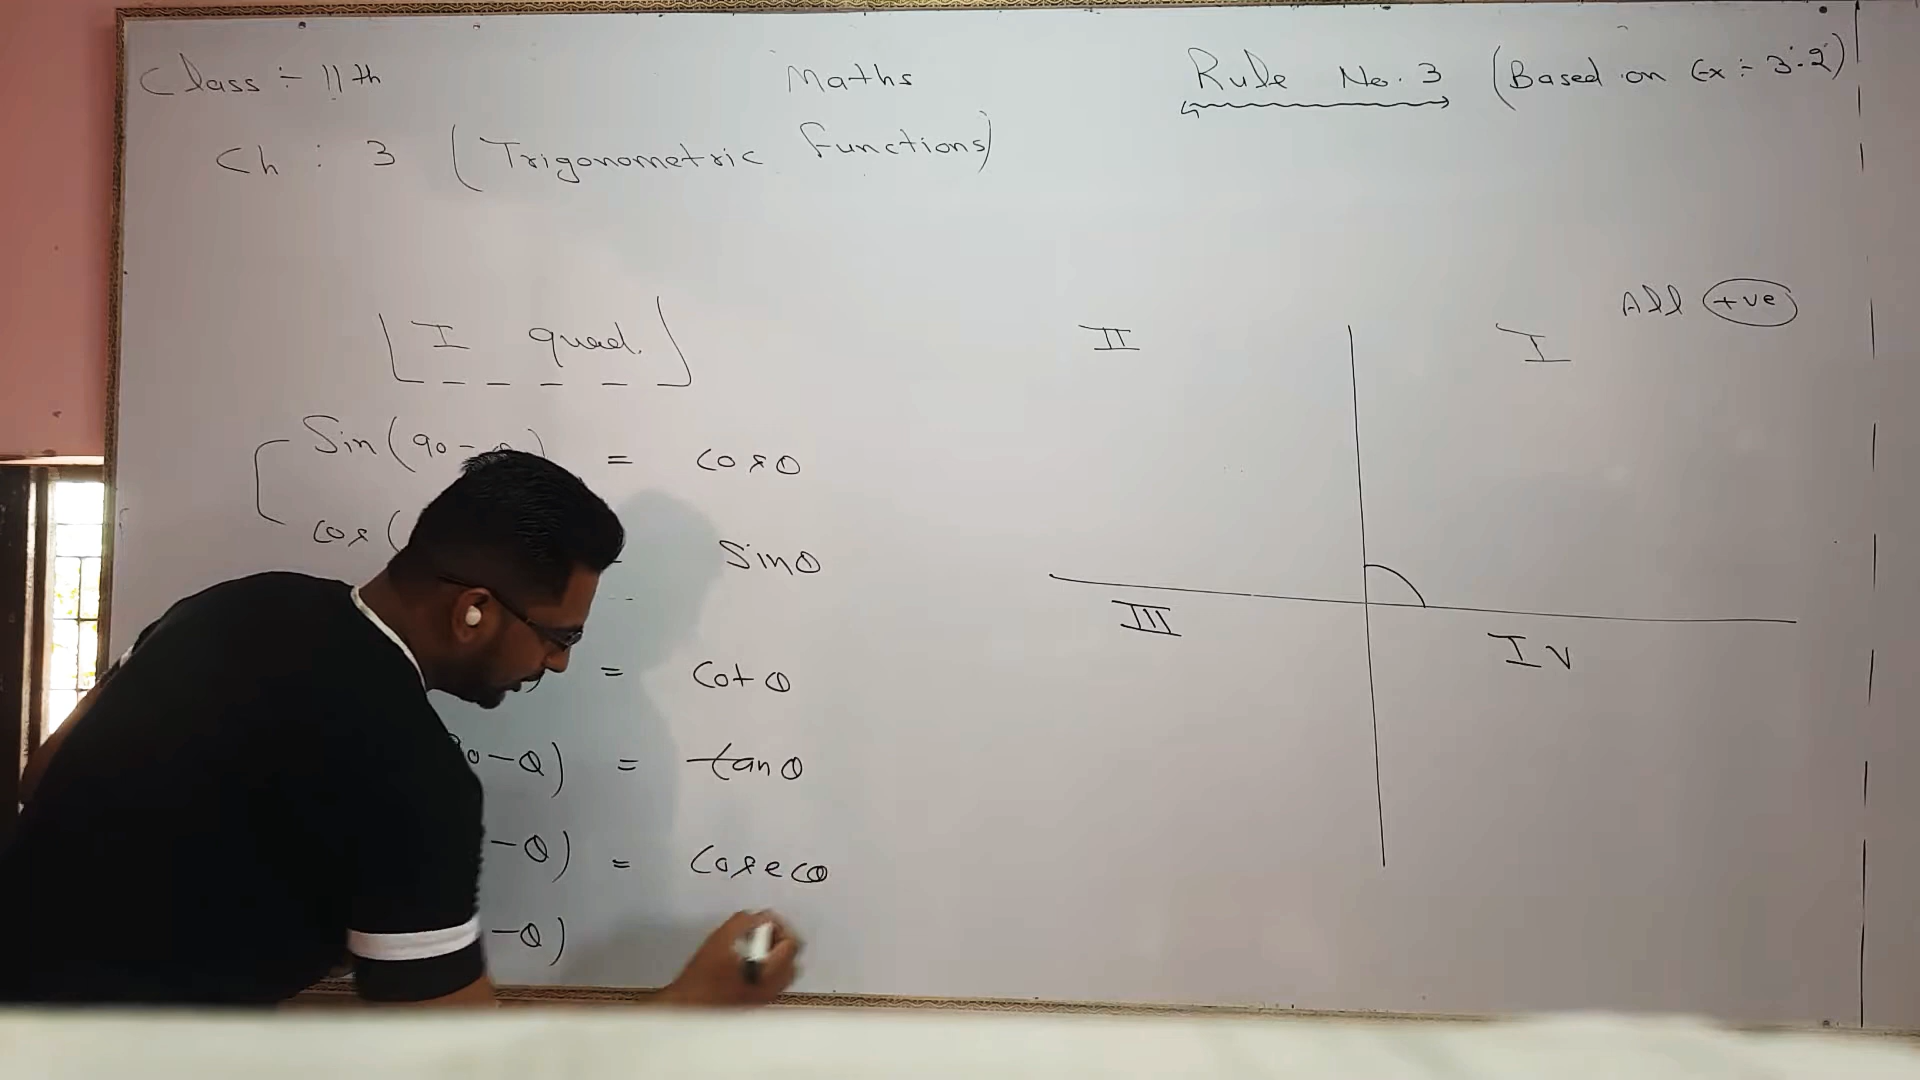 Class :- 11th Maths Rule No. 3 (Based on Ex :- 3.2)
Ch : 3 (Trigonometric Functions)
I quad.
Sin(90-θ) = cosθ
cos( sinθ
) = cotθ
0-θ) = tanθ
-θ) = cosecθ
-θ)
All +ve
II I
III IV